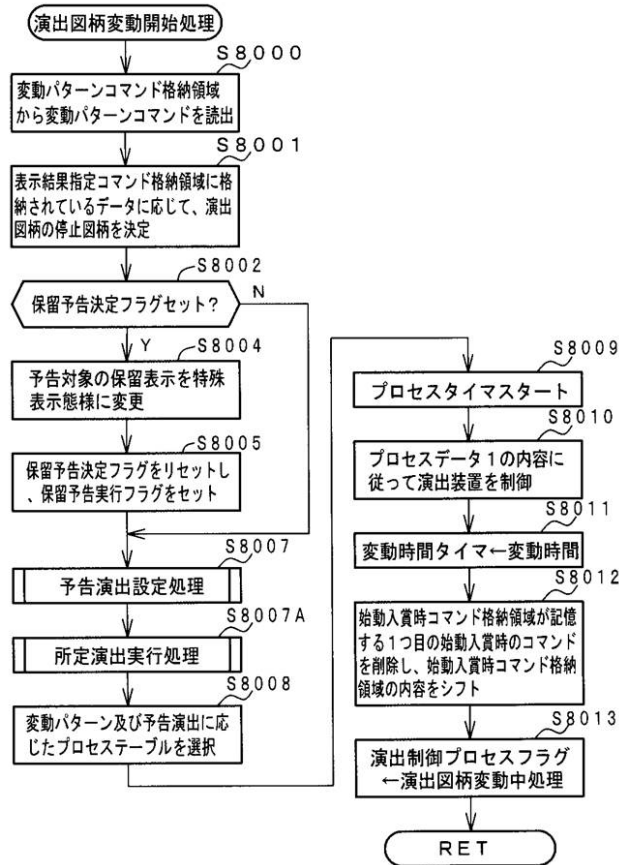 演出図柄変動開始処理
S8000
変動パターンコマンド格納領域
から変動パターンコマンドを読出
S8001
表示結果指定コマンド格納領域に格
納されているデータに応じて、演出
図柄の停止図柄を決定
S8002
保留予告決定フラグセット？
N
Y
S8004
予告対象の保留表示を特殊
表示態様に変更
S8005
保留予告決定フラグをリセットし
、保留予告実行フラグをセット
S8007
予告演出設定処理
S8007A
所定演出実行処理
S8008
変動パターン及び予告演出に応
じたプロセステーブルを選択
S8009
プロセスタイマスタート
S8010
プロセスデータ１の内容に
従って演出装置を制御
S8011
変動時間タイマ←変動時間
S8012
始動入賞時コマンド格納領域が記憶
する１つ目の始動入賞時のコマンド
を削除し、始動入賞時コマンド格納
領域の内容をシフト
S8013
演出制御プロセスフラグ
←演出図柄変動中処理
RET